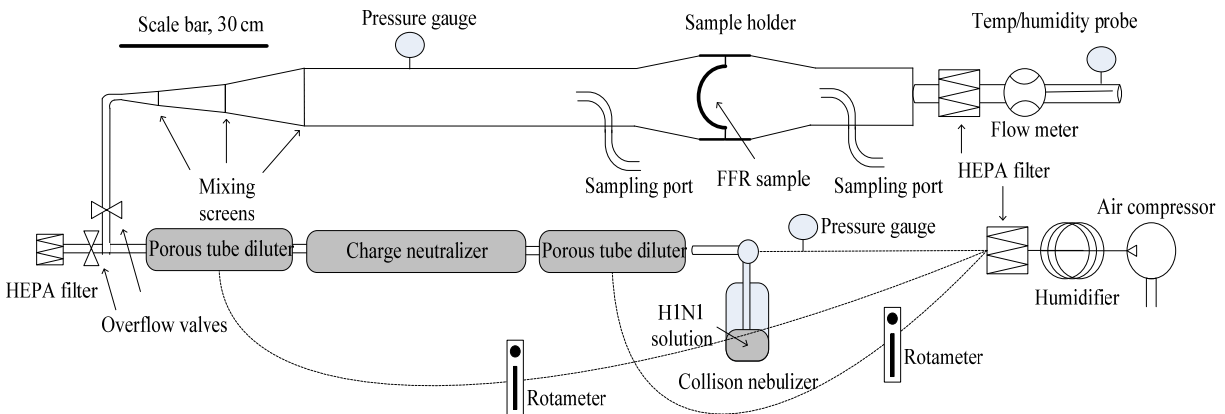 Scale bar, 30 cm
Pressure gauge
Sample holder
Temp/humidity probe
Flow meter
HEPA filter
Mixing
screens
Sampling port
FFR sample
Sampling port
Porous tube diluter
Charge neutralizer
Porous tube diluter
Pressure gauge
Air compressor
HEPA filter
Overflow valves
H1N1
solution
Humidifier
Rotameter
Collison nebulizer
Rotameter